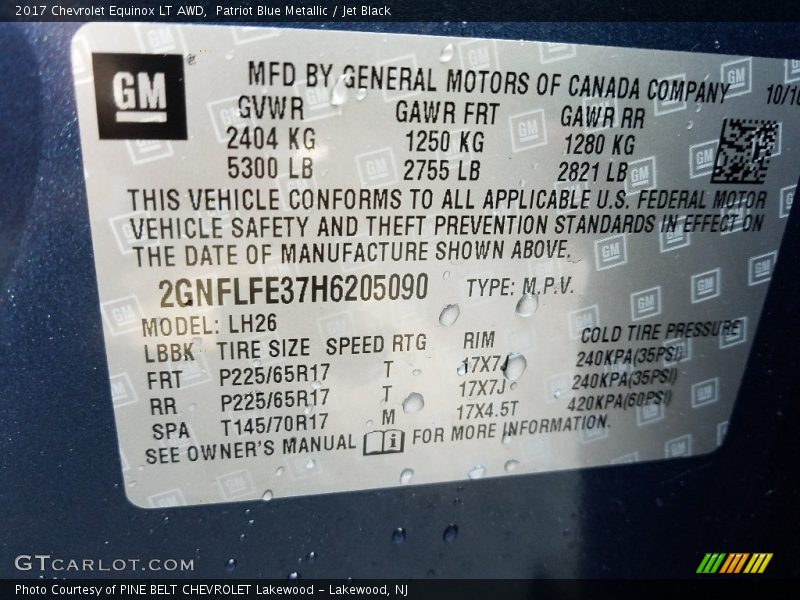 2017 Chevrolet Equinox LT AWD, Patriot Blue Metallic / Jet Black
GM
MFD BY GENERAL MOTORS OF CANADA COMPANY
GVWR GAWR FRT GAWR RR
2404 KG 1250 KG 1280 KG
5300 LB 2755 LB 2821 LB
THIS VEHICLE CONFORMS TO ALL APPLICABLE U.S. FEDERAL MOTOR
VEHICLE SAFETY AND THEFT PREVENTION STANDARDS IN EFFECT ON
THE DATE OF MANUFACTURE SHOWN ABOVE.
2GNFLFE37H6205090 TYPE: M.P.V.
MODEL: LH26
LBBK TIRE SIZE SPEED RTG RIM COLD TIRE PRESSURE
FRT P225/65R17 T 17X7J 240KPA(35PSI)
RR P225/65R17 T 17X7J 240KPA(35PSI)
SPA T145/70R17 M 17X4.5T 420KPA(60PSI)
SEE OWNER'S MANUAL FOR MORE INFORMATION.
GTCARLOT.COM
Photo Courtesy of PINE BELT CHEVROLET Lakewood - Lakewood, NJ